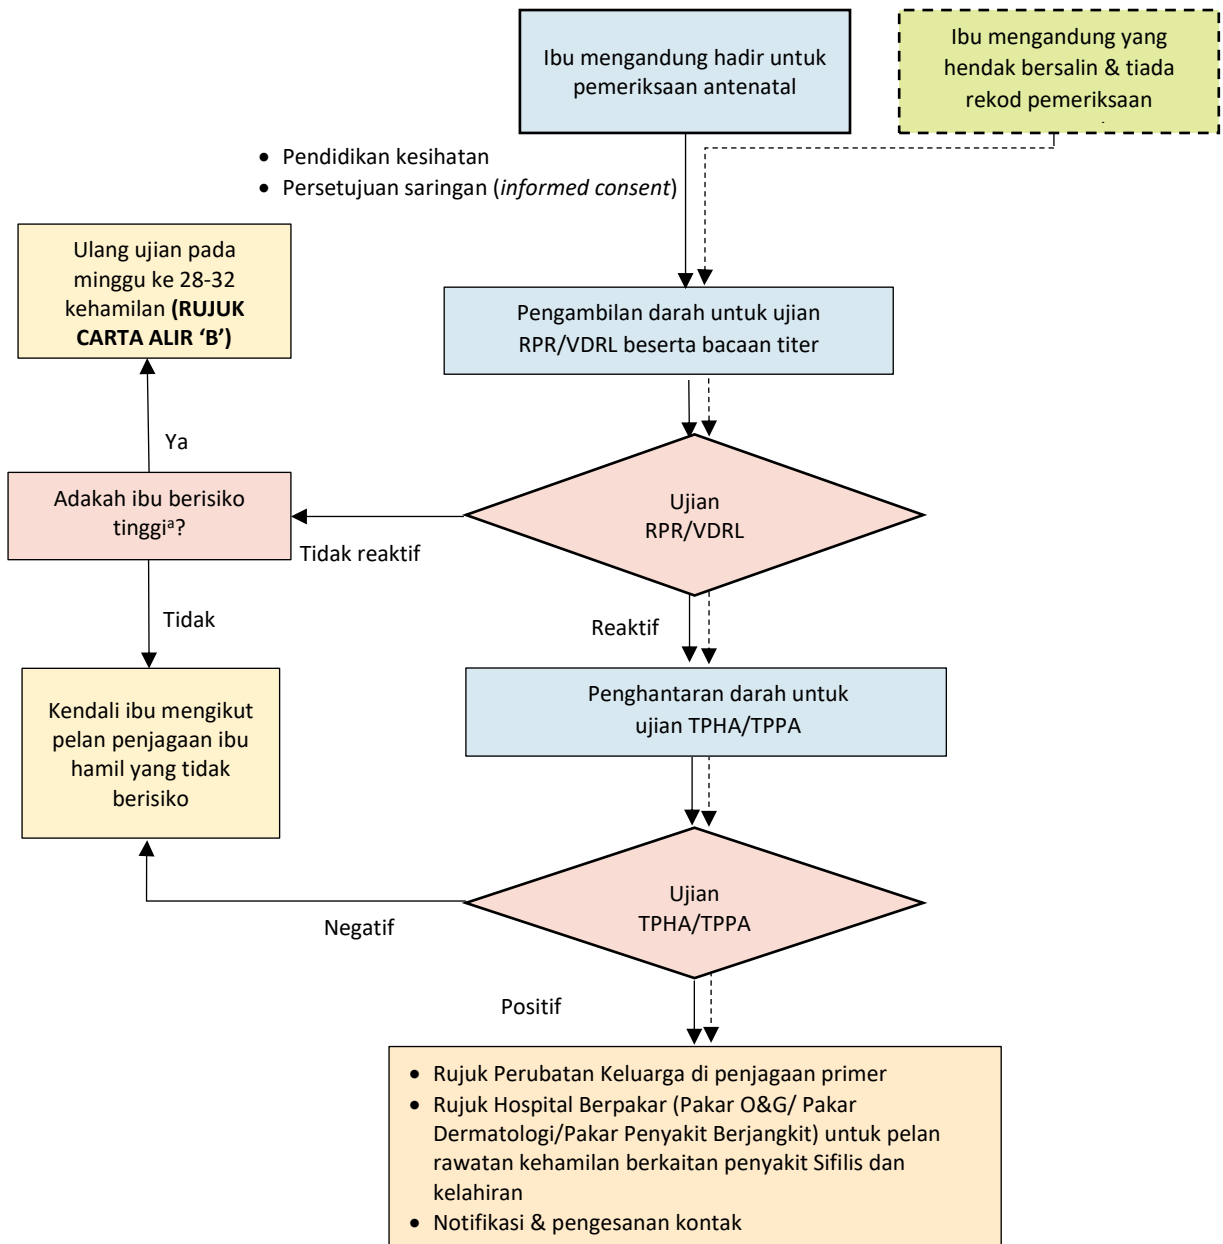 Ibu mengandung hadir untuk
pemeriksaan antenatal
Ibu mengandung yang
hendak bersalin & tiada
rekod pemeriksaan
• Pendidikan kesihatan
• Persetujuan saringan (informed consent)
Ulang ujian pada
minggu ke 28-32
kehamilan (RUJUK
CARTA ALIR ‘B’)
Pengambilan darah untuk ujian
RPR/VDRL beserta bacaan titer
Ya
Adakah ibu berisiko
tinggiᵃ?
Ujian
RPR/VDRL
Tidak reaktif
Tidak
Reaktif
Kendali ibu mengikut
pelan penjagaan ibu
hamil yang tidak
berisiko
Penghantaran darah untuk
ujian TPHA/TPPA
Ujian
TPHA/TPPA
Negatif
Positif
• Rujuk Perubatan Keluarga di penjagaan primer
• Rujuk Hospital Berpakar (Pakar O&G/ Pakar
Dermatologi/Pakar Penyakit Berjangkit) untuk pelan
rawatan kehamilan berkaitan penyakit Sifilis dan
kelahiran
• Notifikasi & pengesanan kontak